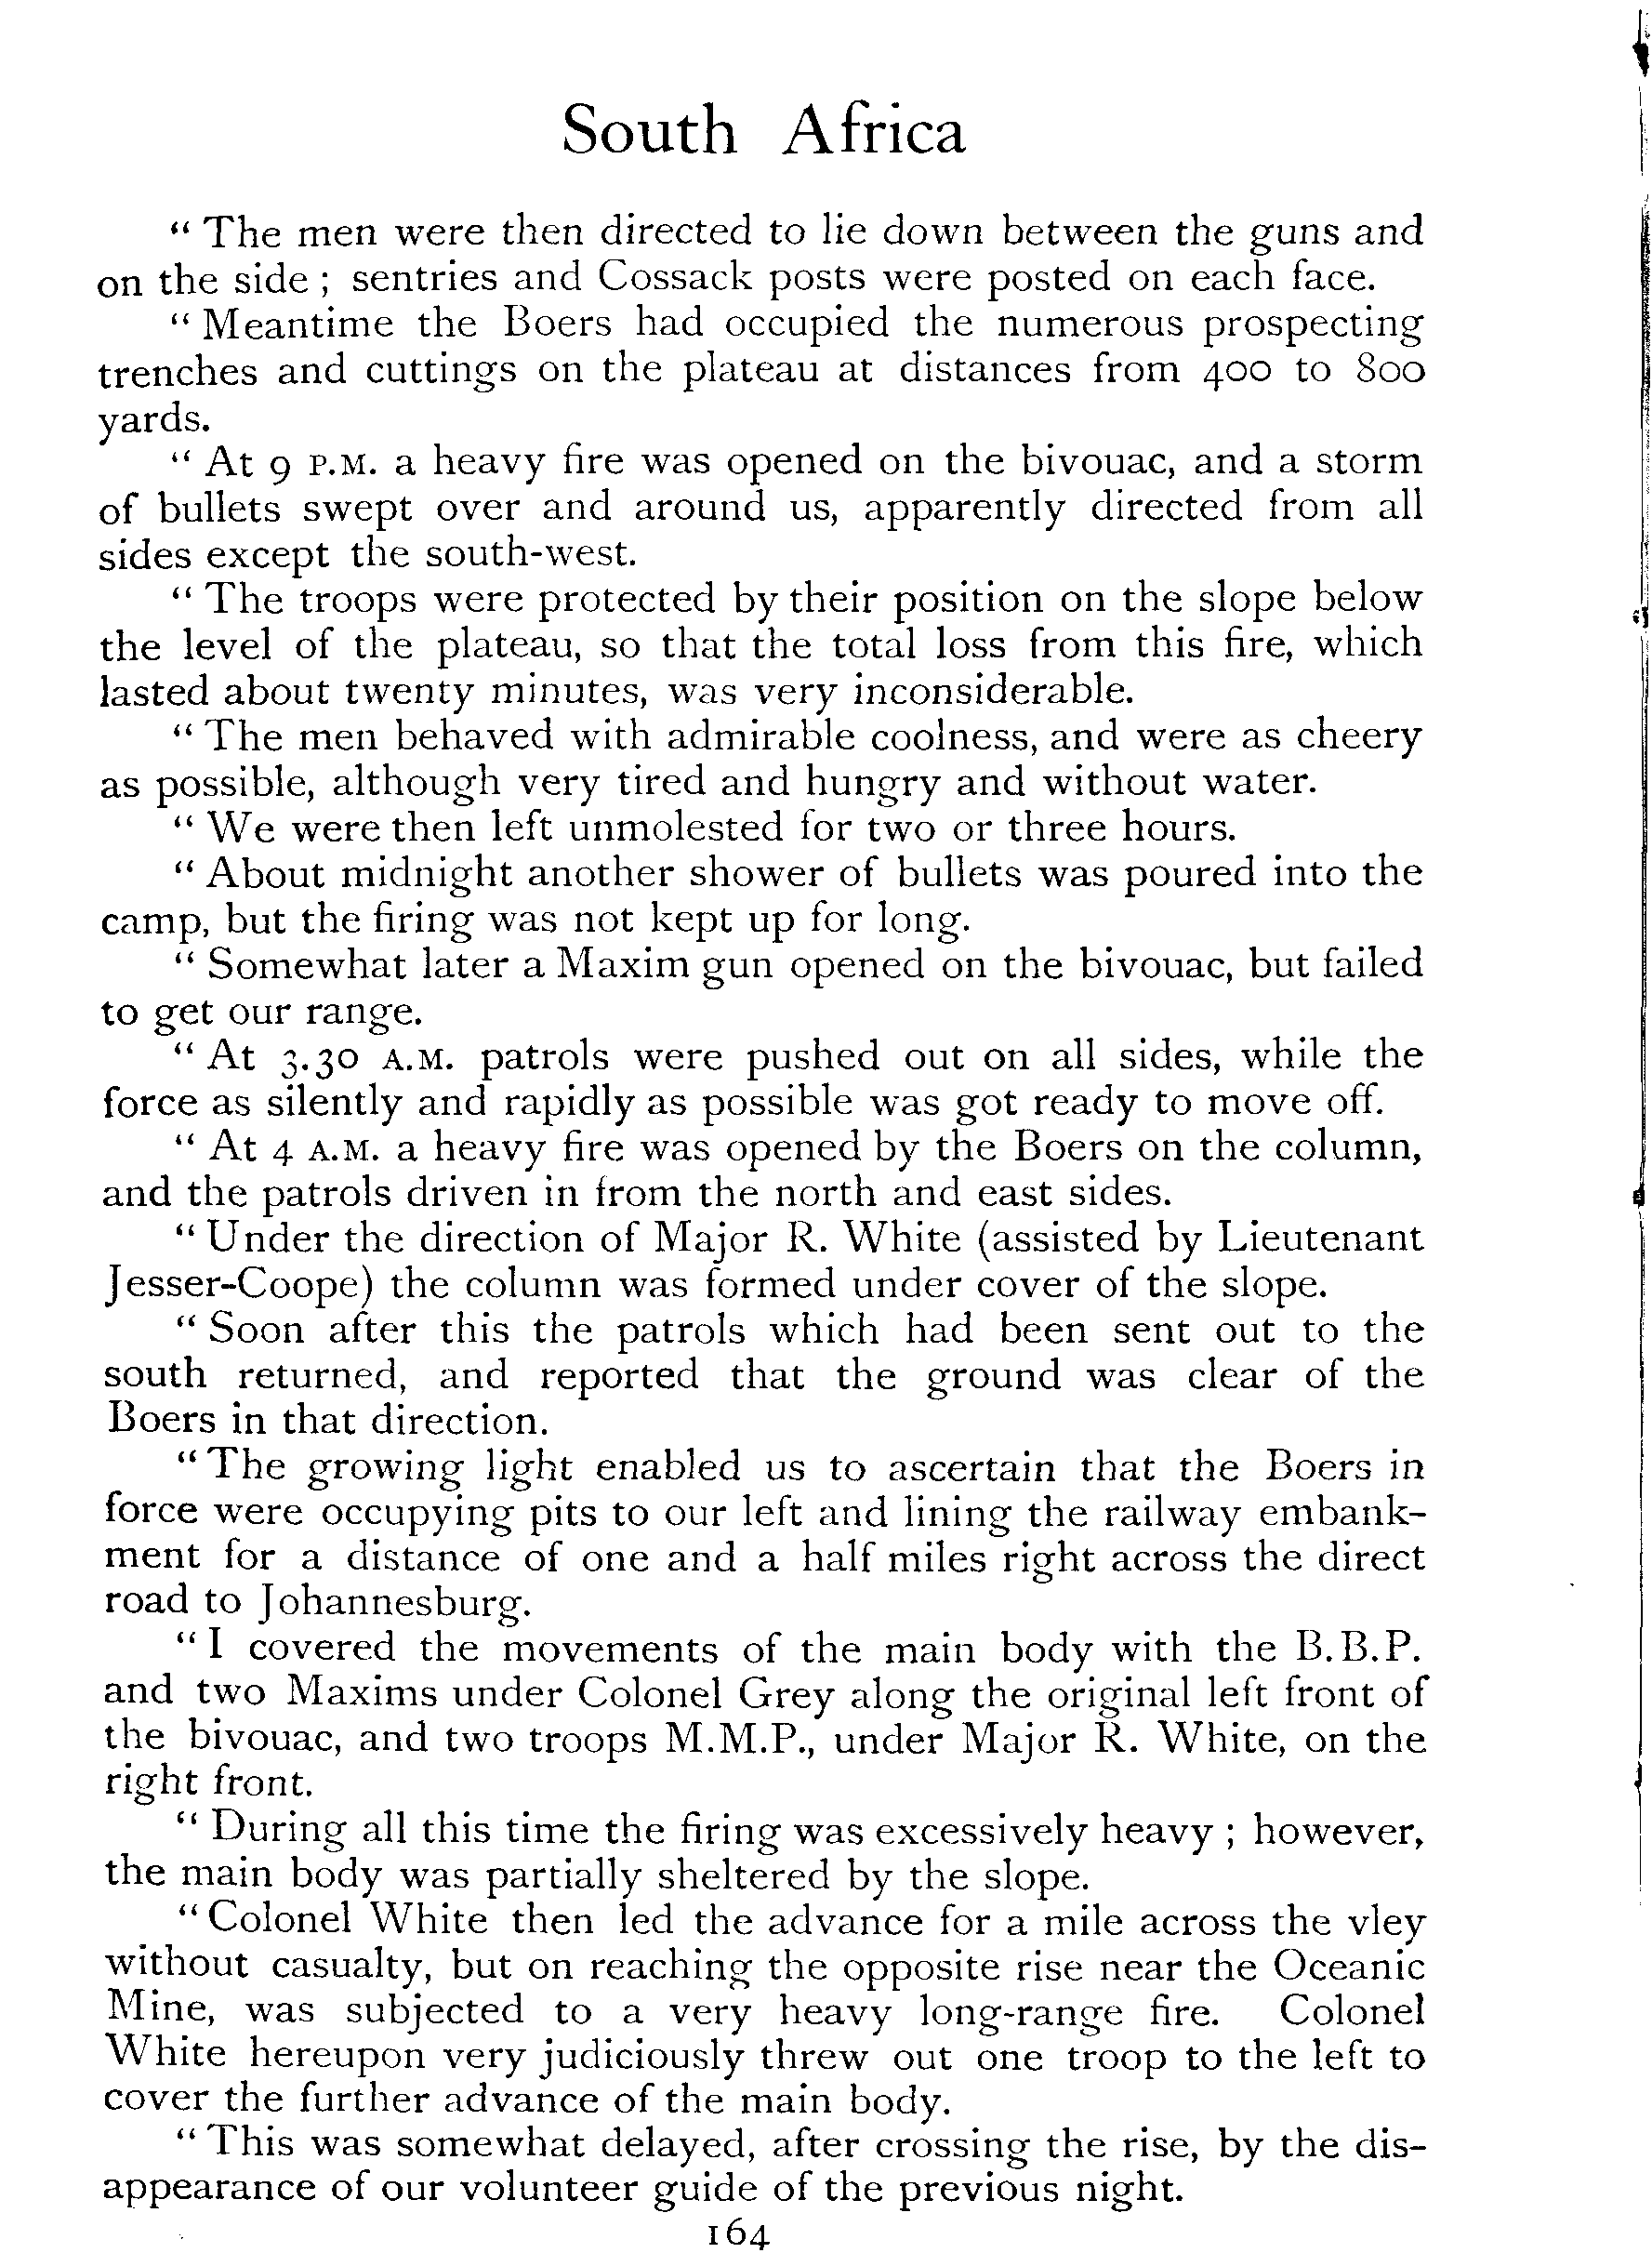 South Africa
“ The men were then directed to lie down between the guns and
on the side ; sentries and Cossack posts were posted on each face.
“ Meantime the Boers had occupied the numerous prospecting
trenches and cuttings on the plateau at distances from 400 to 800
yards.
“ At 9 P.M. a heavy fire was opened on the bivouac, and a storm
of bullets swept over and around us, apparently directed from all
sides except the south-west.
“ The troops were protected by their position on the slope below
the level of the plateau, so that the total loss from this fire, which
lasted about twenty minutes, was very inconsiderable.
“ The men behaved with admirable coolness, and were as cheery
as possible, although very tired and hungry and without water.
“ We were then left unmolested for two or three hours.
“ About midnight another shower of bullets was poured into the
camp, but the firing was not kept up for long.
“ Somewhat later a Maxim gun opened on the bivouac, but failed
to get our range.
“ At 3.30 A.M. patrols were pushed out on all sides, while the
force as silently and rapidly as possible was got ready to move off.
“ At 4 A.M. a heavy fire was opened by the Boers on the column,
and the patrols driven in from the north and east sides.
“ Under the direction of Major R. White (assisted by Lieutenant
Jesser-Coope) the column was formed under cover of the slope.
“ Soon after this the patrols which had been sent out to the
south returned, and reported that the ground was clear of the
Boers in that direction.
“ The growing light enabled us to ascertain that the Boers in
force were occupying pits to our left and lining the railway embank-
ment for a distance of one and a half miles right across the direct
road to Johannesburg.
“ I covered the movements of the main body with the B.B.P.
and two Maxims under Colonel Grey along the original left front of
the bivouac, and two troops M.M.P., under Major R. White, on the
right front.
“ During all this time the firing was excessively heavy ; however,
the main body was partially sheltered by the slope.
“ Colonel White then led the advance for a mile across the vley
without casualty, but on reaching the opposite rise near the Oceanic
Mine, was subjected to a very heavy long-range fire. Colonel
White hereupon very judiciously threw out one troop to the left to
cover the further advance of the main body.
“ This was somewhat delayed, after crossing the rise, by the dis-
appearance of our volunteer guide of the previous night.
164